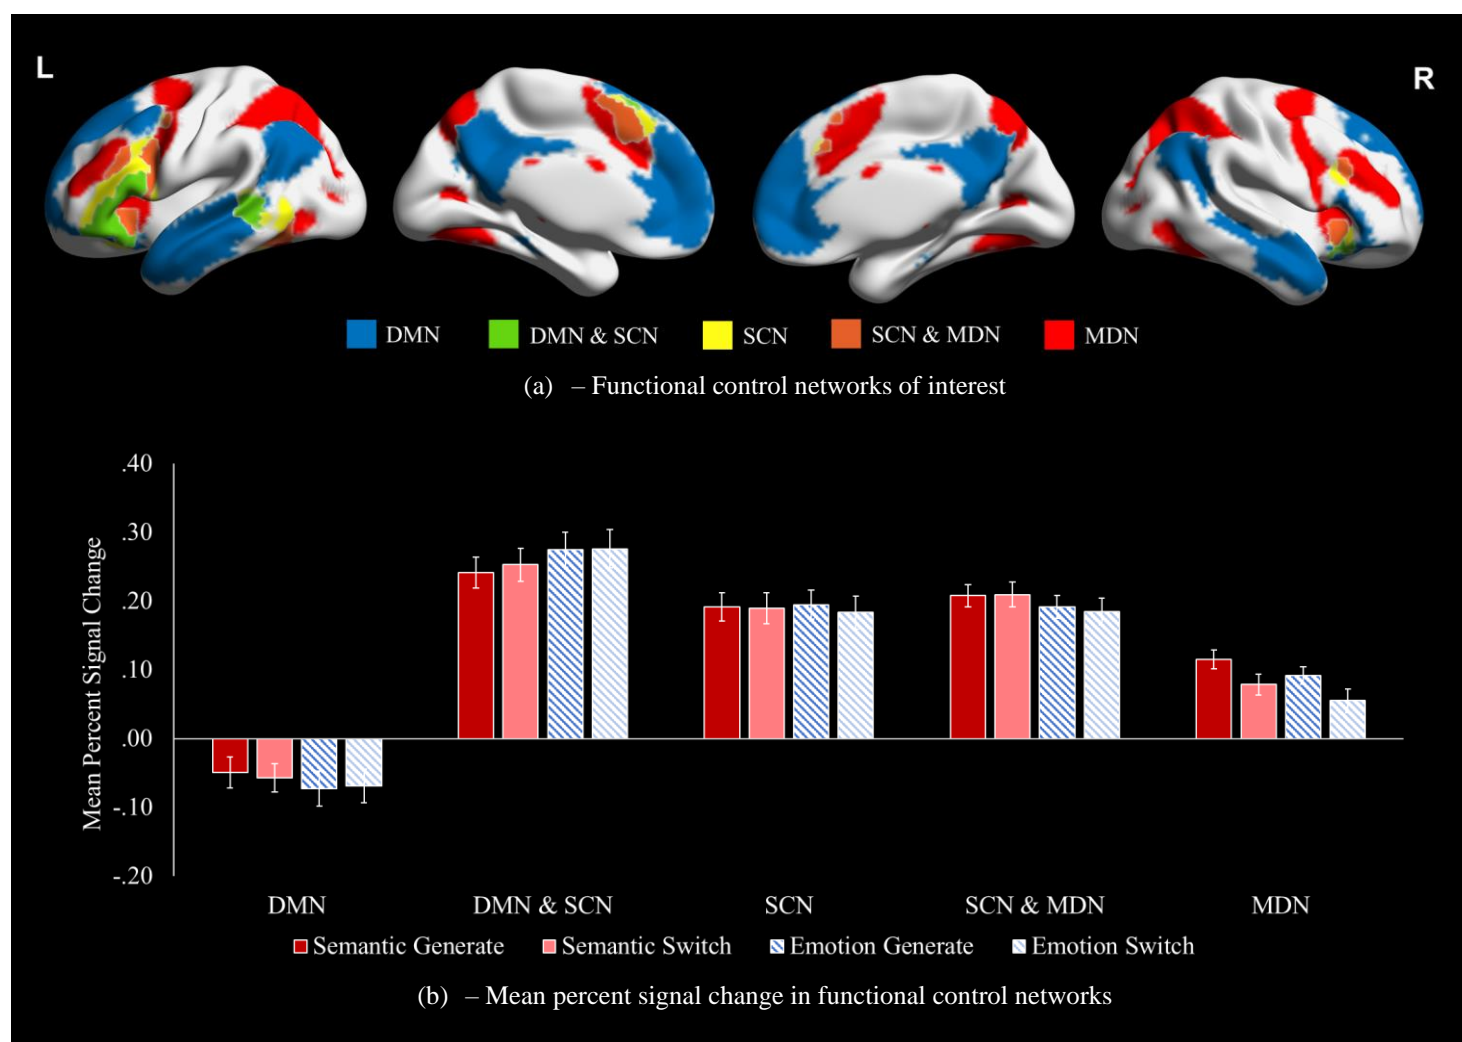 L
R
DMN DMN & SCN SCN SCN & MDN MDN
(a) – Functional control networks of interest
Mean Percent Signal Change
.40
.30
.20
.10
.00
-.10
-.20
DMN DMN & SCN SCN SCN & MDN MDN
Semantic Generate Semantic Switch Emotion Generate Emotion Switch
(b) – Mean percent signal change in functional control networks